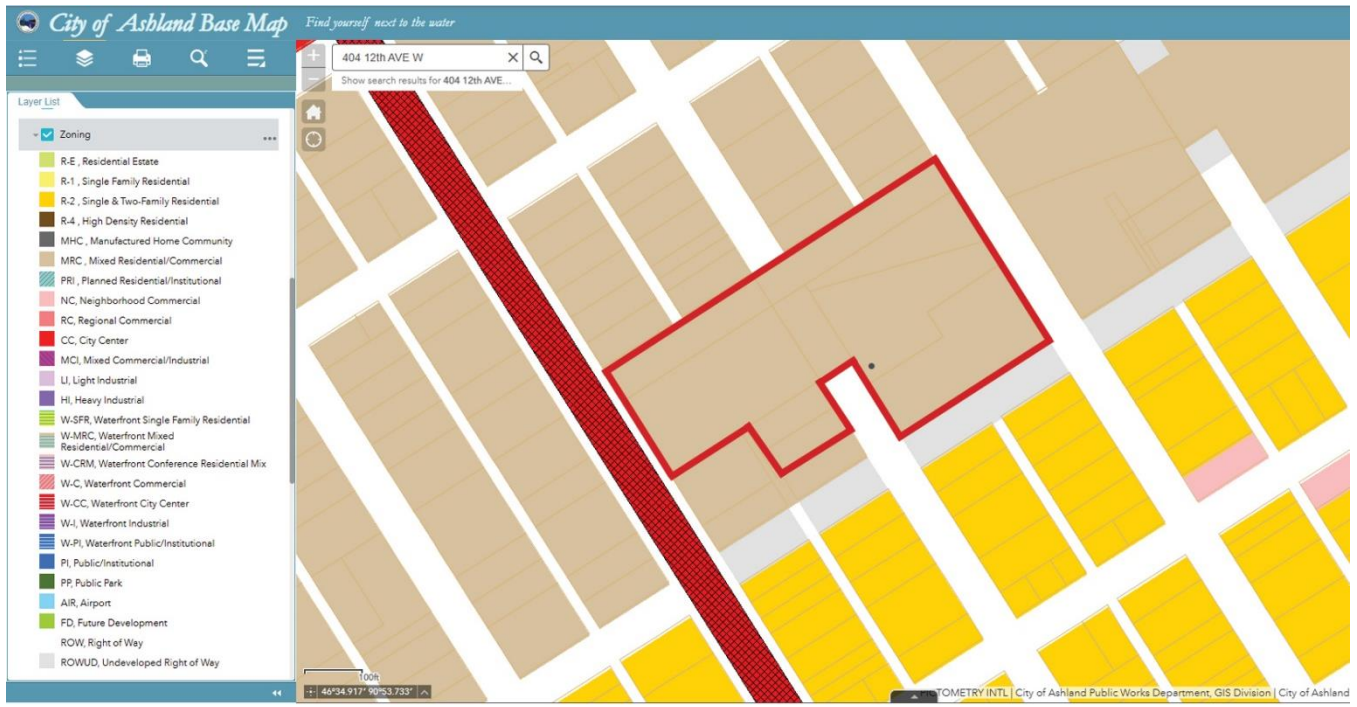 City of Ashland Base Map
Find yourself next to the water
404 12th AVE W
Show search results for 404 12th AVE...
Layer List
Zoning
R-E , Residential Estate
R-1 , Single Family Residential
R-2 , Single & Two-Family Residential
R-4 , High Density Residential
MHC , Manufactured Home Community
MRC , Mixed Residential/Commercial
PRI , Planned Residential/Institutional
NC, Neighborhood Commercial
RC, Regional Commercial
CC, City Center
MCI, Mixed Commercial/Industrial
LI, Light Industrial
HI, Heavy Industrial
W-SFR, Waterfront Single Family Residential
W-MRC, Waterfront Mixed
Residential/Commercial
W-CRM, Waterfront Conference Residential Mix
W-C, Waterfront Commercial
W-CC, Waterfront City Center
W-I, Waterfront Industrial
W-PI, Waterfront Public/Institutional
PI, Public/Institutional
PP, Public Park
AIR, Airport
FD, Future Development
ROW, Right of Way
ROWUD, Undeveloped Right of Way
100ft
46°34.917' 90°53.733'
TOMETRY INTL | City of Ashland Public Works Department, GIS Division | City of Ashland